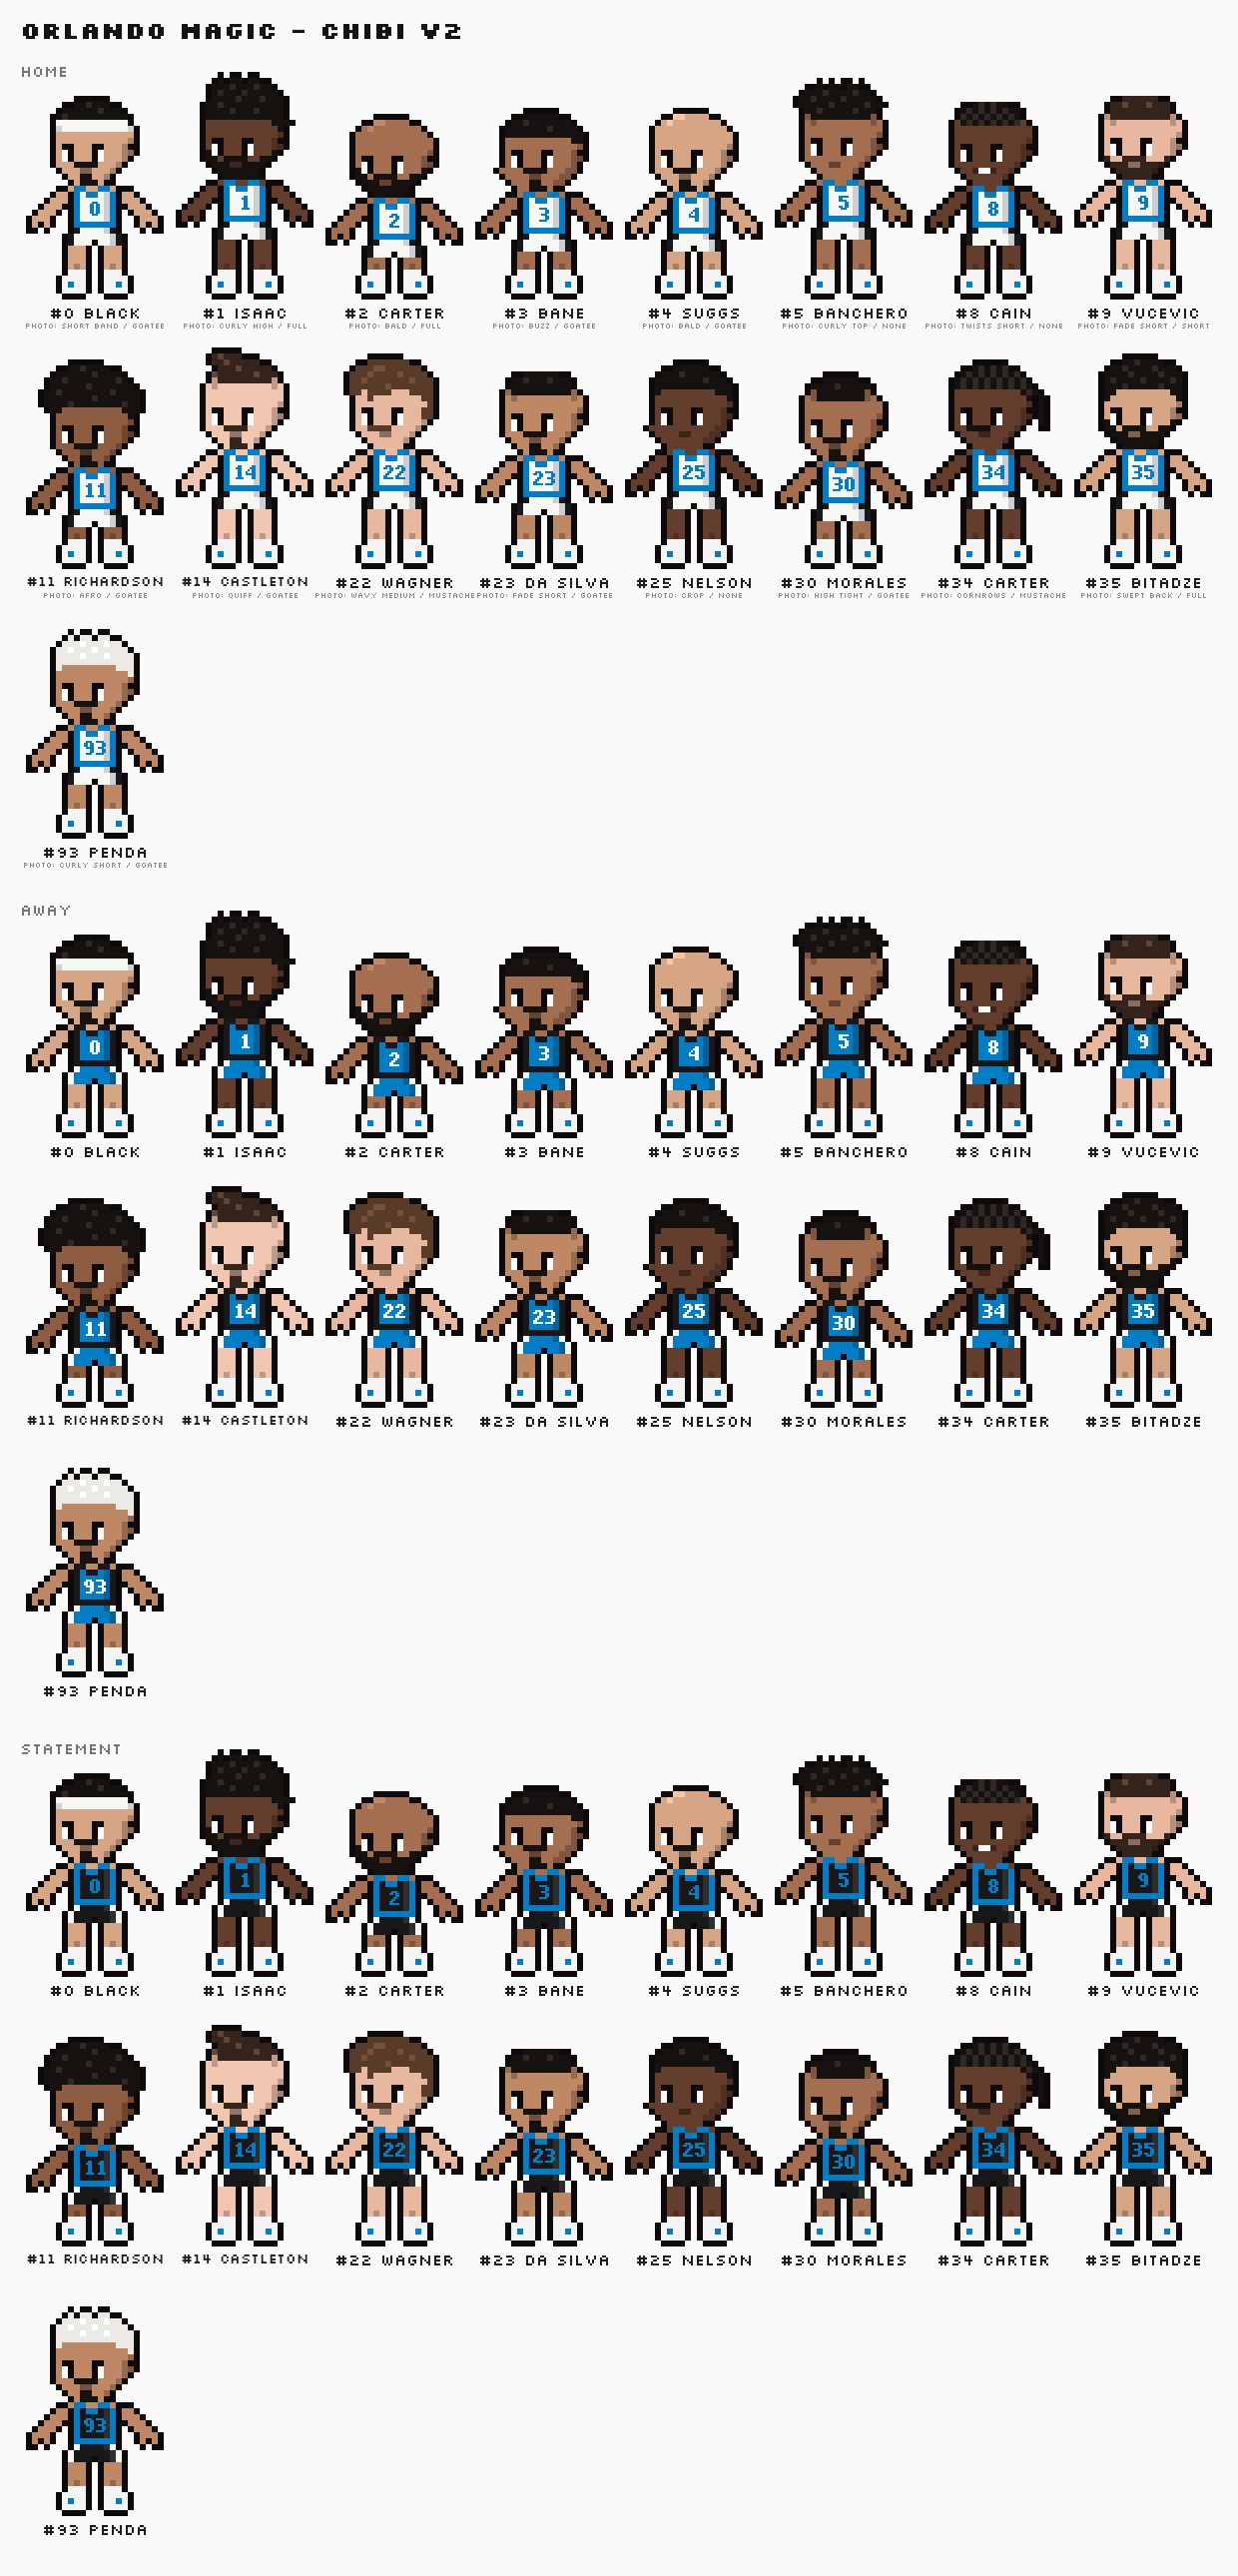 ORLANDO MAGIC - CHIBI V2
HOME
0 1 2 3 4 5 8 9
#0 BLACK #1 ISAAC #2 CARTER #3 BANE #4 SUGGS #5 BANCHERO #8 CAIN #9 VUCEVIC
PHOTO: SHORT BAND / GOATEE PHOTO: CURLY HIGH / FULL PHOTO: BALD / FULL PHOTO: BUZZ / GOATEE PHOTO: BALD / GOATEE PHOTO: CURLY TOP / NONE PHOTO: TWISTS SHORT / NONE PHOTO: FADE SHORT / SHORT
11 14 22 23 25 30 34 35
#11 RICHARDSON #14 CASTLETON #22 WAGNER #23 DA SILVA #25 NELSON #30 MORALES #34 CARTER #35 BITADZE
PHOTO: AFRO / GOATEE PHOTO: QUIFF / GOATEE PHOTO: WAVY MEDIUM / MUSTACHE PHOTO: FADE SHORT / GOATEE PHOTO: CROP / NONE PHOTO: HIGH TIGHT / GOATEE PHOTO: CORNROWS / MUSTACHE PHOTO: SWEPT BACK / FULL
93
#93 PENDA
PHOTO: CURLY SHORT / GOATEE
AWAY
0 1 2 3 4 5 8 9
#0 BLACK #1 ISAAC #2 CARTER #3 BANE #4 SUGGS #5 BANCHERO #8 CAIN #9 VUCEVIC
11 14 22 23 25 30 34 35
#11 RICHARDSON #14 CASTLETON #22 WAGNER #23 DA SILVA #25 NELSON #30 MORALES #34 CARTER #35 BITADZE
93
#93 PENDA
STATEMENT
0 1 2 3 4 5 8 9
#0 BLACK #1 ISAAC #2 CARTER #3 BANE #4 SUGGS #5 BANCHERO #8 CAIN #9 VUCEVIC
11 14 22 23 25 30 34 35
#11 RICHARDSON #14 CASTLETON #22 WAGNER #23 DA SILVA #25 NELSON #30 MORALES #34 CARTER #35 BITADZE
93
#93 PENDA